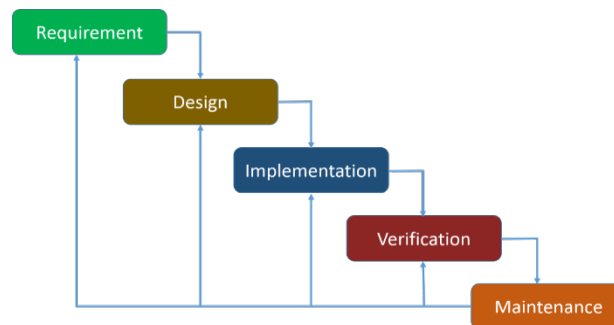 Requirement
Design
Implementation
Verification
Maintenance